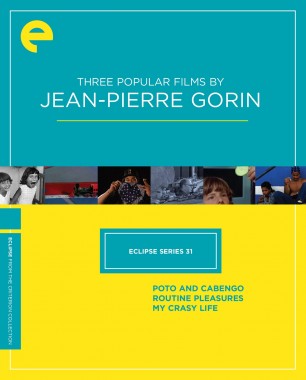 e
THREE POPULAR FILMS BY
JEAN-PIERRE GORIN
ECLIPSE SERIES 31
POTO AND CABENGO
ROUTINE PLEASURES
MY CRASY LIFE
ECLIPSE FROM THE CRITERION COLLECTION